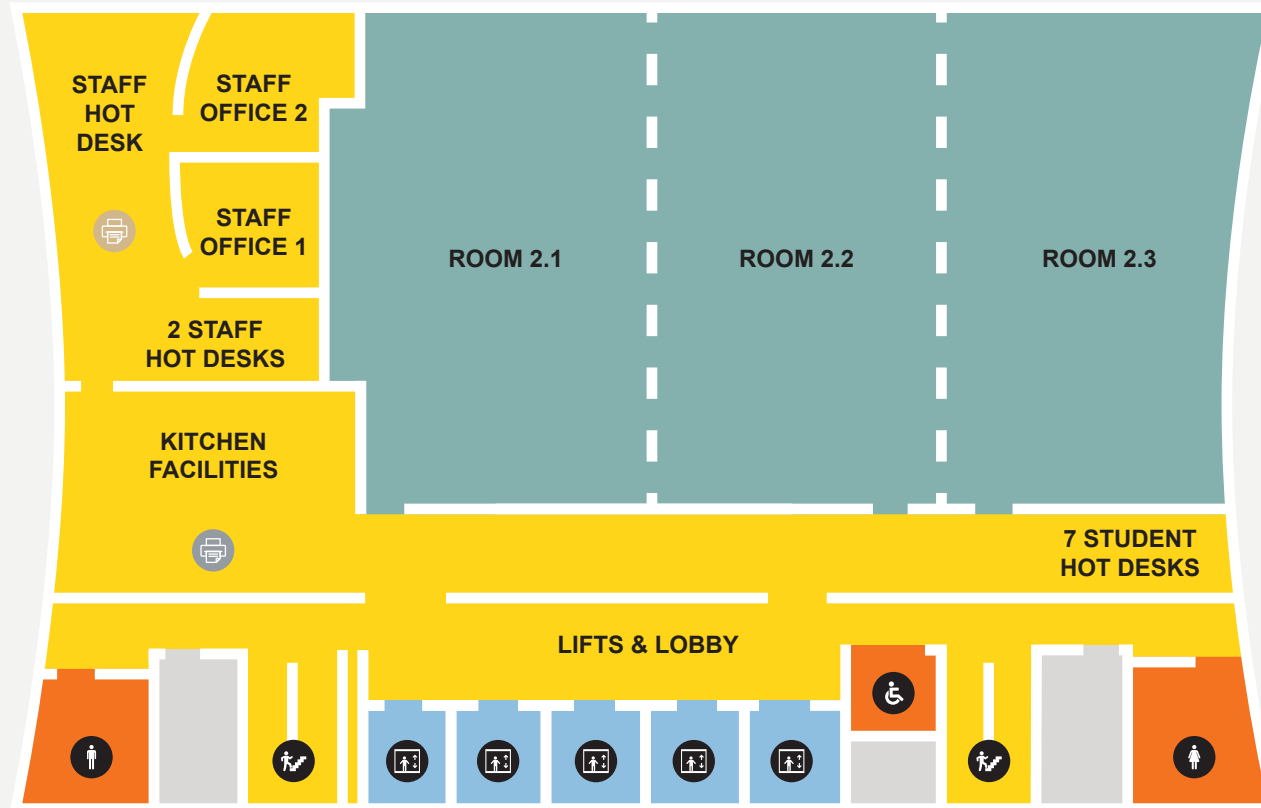 STAFF
HOT
DESK
STAFF
OFFICE 2
STAFF
OFFICE 1
2 STAFF
HOT DESKS
ROOM 2.1
ROOM 2.2
ROOM 2.3
KITCHEN
FACILITIES
7 STUDENT
HOT DESKS
LIFTS & LOBBY